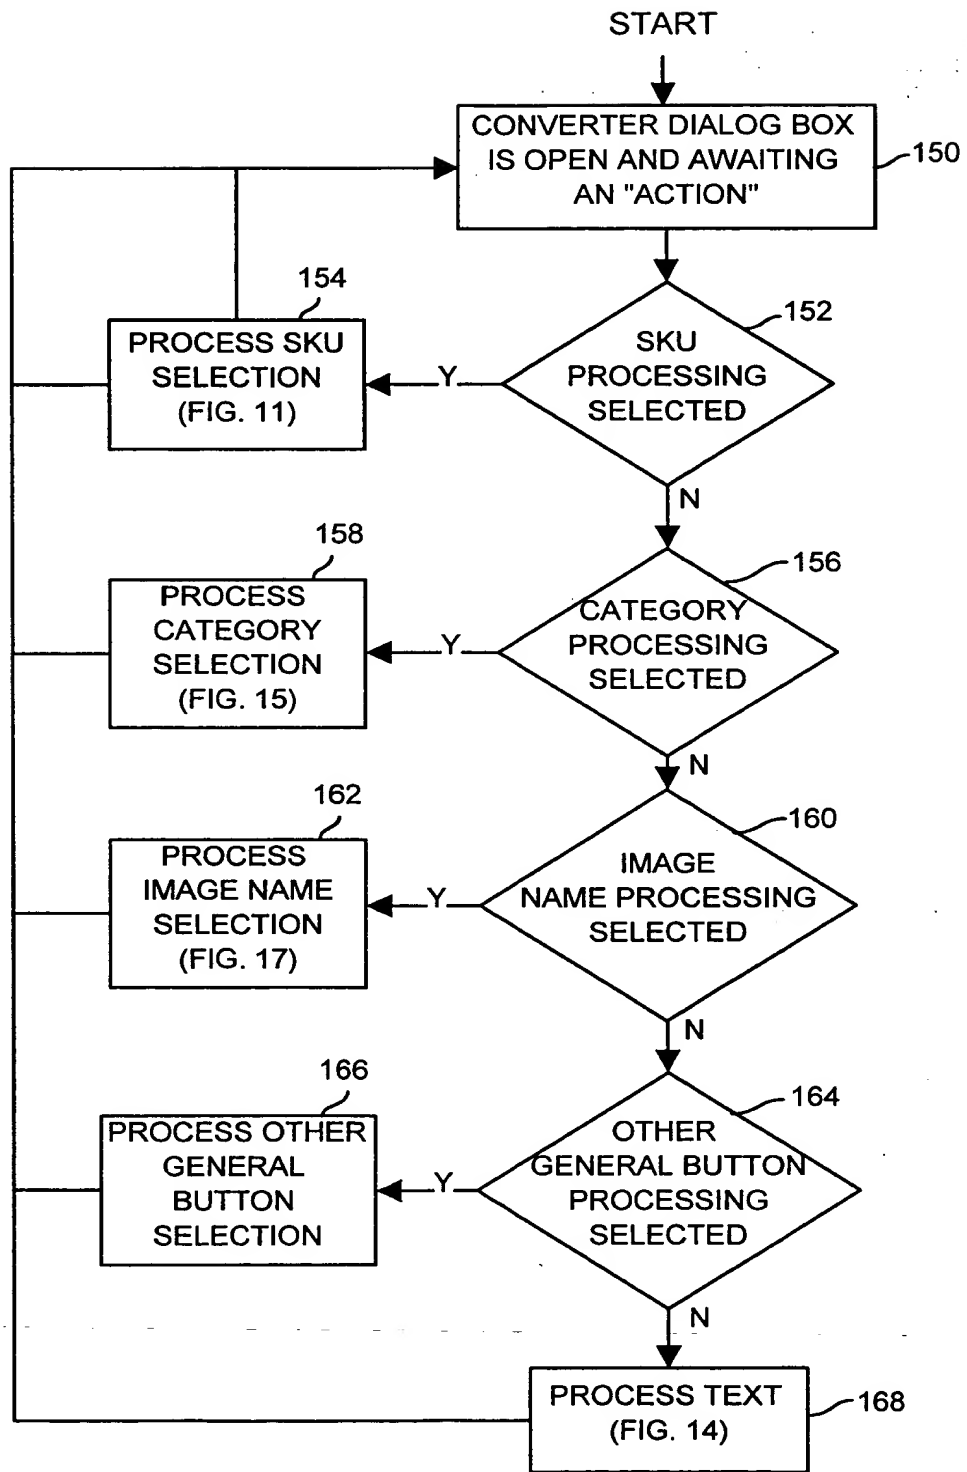 START
CONVERTER DIALOG BOX
IS OPEN AND AWAITING
AN "ACTION"
150
154
152
PROCESS SKU
SELECTION
(FIG. 11)
Y
SKU
PROCESSING
SELECTED
N
158
156
PROCESS
CATEGORY
SELECTION
(FIG. 15)
Y
CATEGORY
PROCESSING
SELECTED
N
162
160
PROCESS
IMAGE NAME
SELECTION
(FIG. 17)
Y
IMAGE
NAME PROCESSING
SELECTED
N
166
164
PROCESS OTHER
GENERAL
BUTTON
SELECTION
Y
OTHER
GENERAL BUTTON
PROCESSING
SELECTED
N
PROCESS TEXT
(FIG. 14)
168